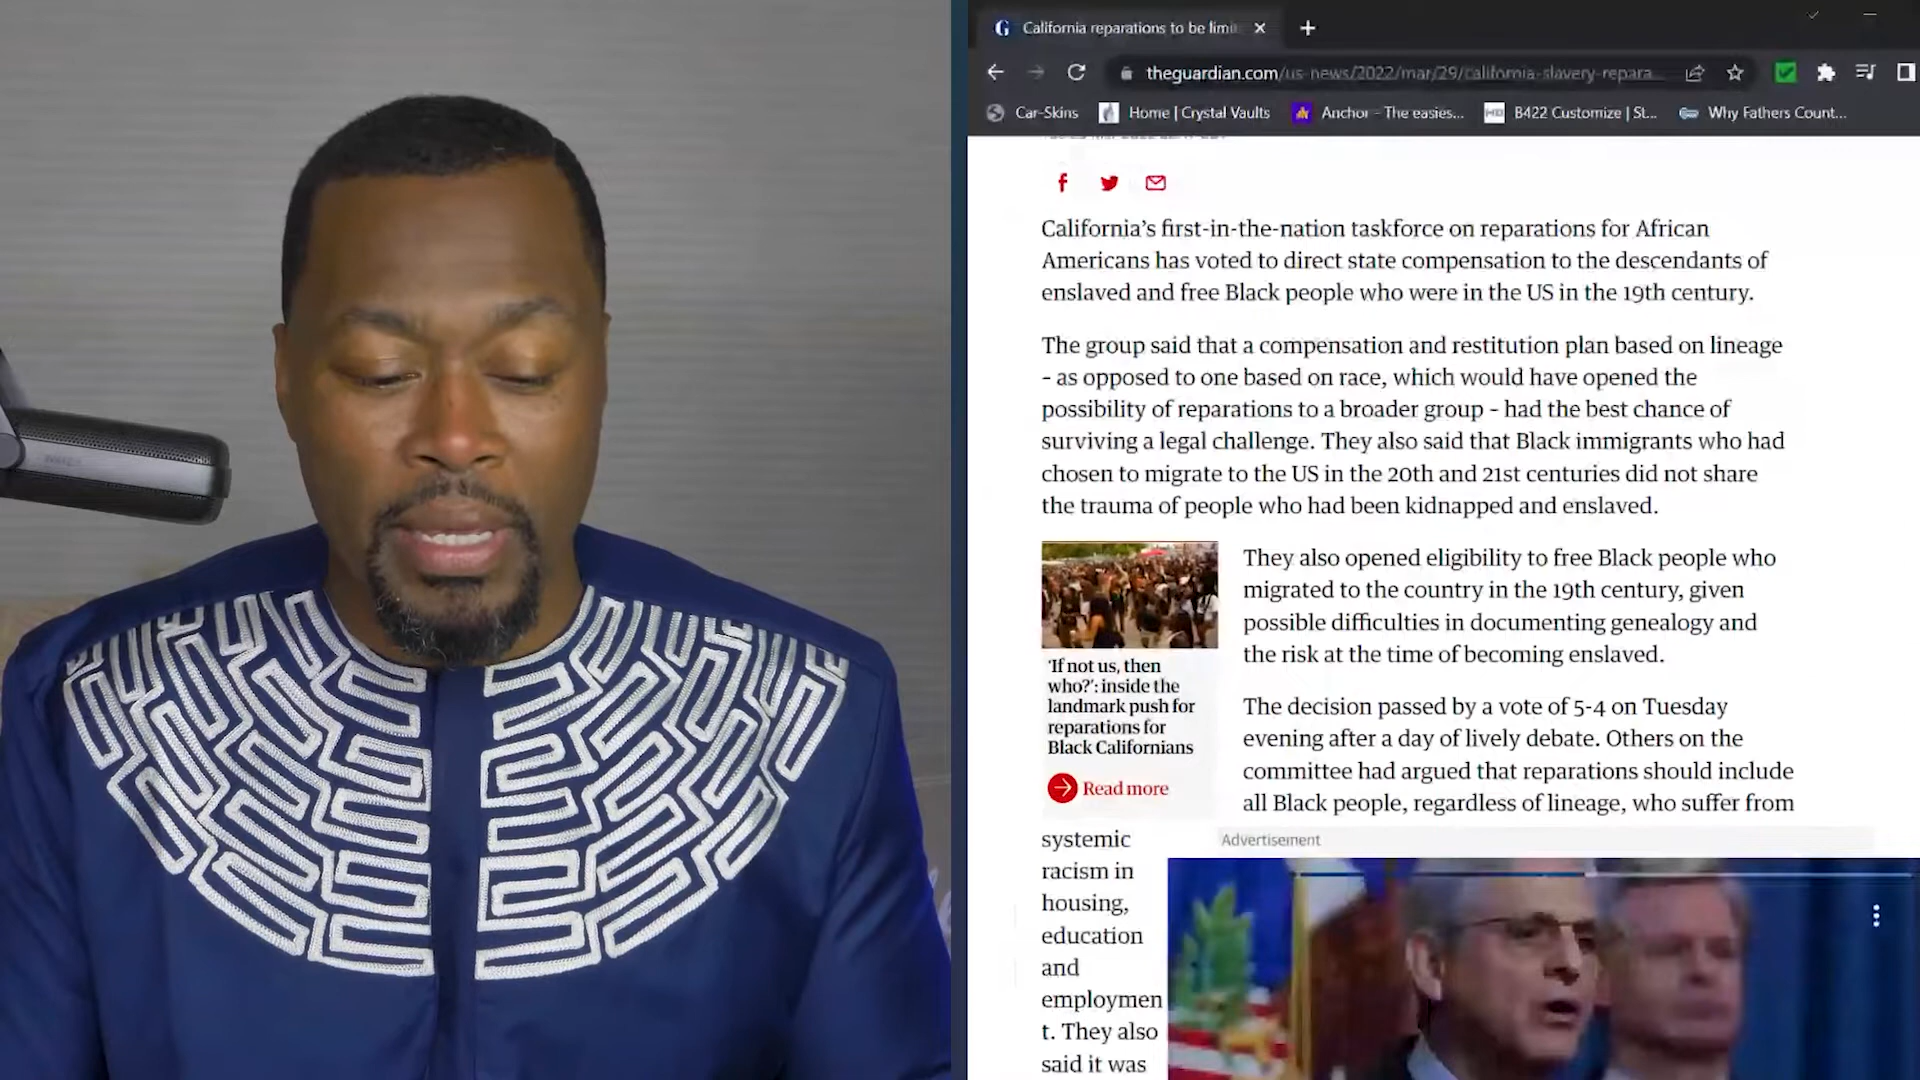 California reparations to be limi
theguardian.com/us-news/2022/mar/29/california-slavery-repara...
Car-Skins
Home | Crystal Vaults
Anchor - The easies...
B422 Customize | St...
Why Fathers Count...
California's first-in-the-nation taskforce on reparations for African
Americans has voted to direct state compensation to the descendants of
enslaved and free Black people who were in the US in the 19th century.
The group said that a compensation and restitution plan based on lineage
– as opposed to one based on race, which would have opened the
possibility of reparations to a broader group – had the best chance of
surviving a legal challenge. They also said that Black immigrants who had
chosen to migrate to the US in the 20th and 21st centuries did not share
the trauma of people who had been kidnapped and enslaved.
'If not us, then
who?': inside the
landmark push for
reparations for
Black Californians
Read more
They also opened eligibility to free Black people who
migrated to the country in the 19th century, given
possible difficulties in documenting genealogy and
the risk at the time of becoming enslaved.
The decision passed by a vote of 5-4 on Tuesday
evening after a day of lively debate. Others on the
committee had argued that reparations should include
all Black people, regardless of lineage, who suffer from
systemic
racism in
housing,
education
and
employmen
t. They also
said it was
Advertisement